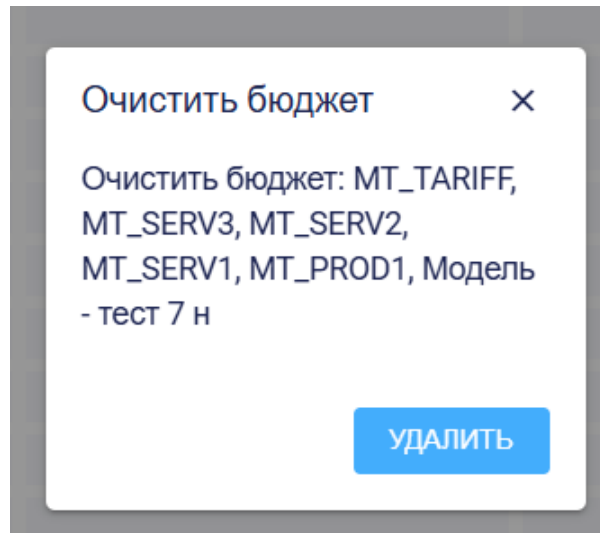 Очистить бюджет
Очистить бюджет: MT_TARIFF,
MT_SERV3, MT_SERV2,
MT_SERV1, MT_PROD1, Модель
- тест 7 н
УДАЛИТЬ